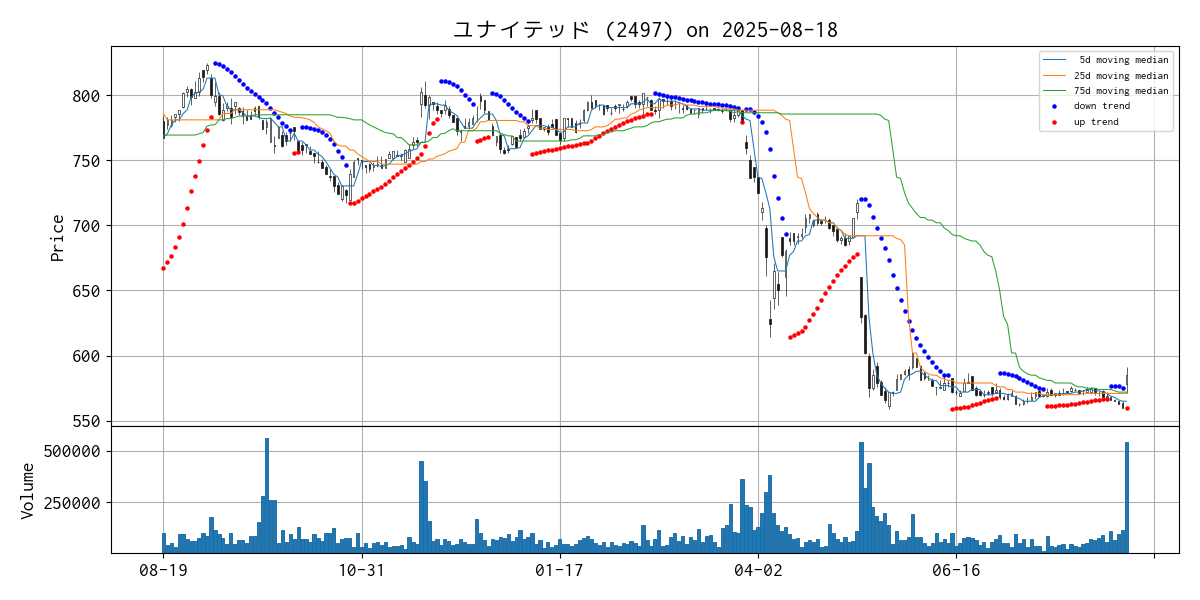 ユナイテッド (2497) on 2025-08-18
5d moving median
25d moving median
75d moving median
down trend
up trend
Price
800
750
700
650
600
550
Volume
500000
250000
08-19 10-31 01-17 04-02 06-16